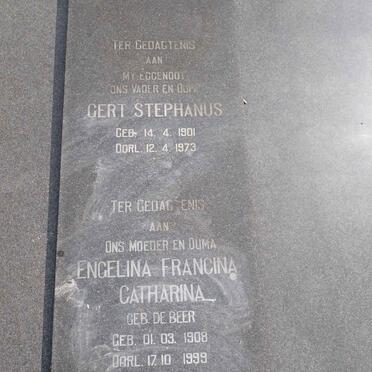 TER GEDAGTENIS
AAN
MY EGGENOOT
ONS VADER EN OUPA
GERT STEPHANUS
GEB. 14. 4. 1901
OORL. 12. 4. 1973
TER GEDAGTENIS
AAN
ONS MOEDER EN OUMA
ENGELINA FRANCINA
CATHARINA
GEB. DE BEER
GEB. 01. 03. 1908
OORL. 17. 10. 1999